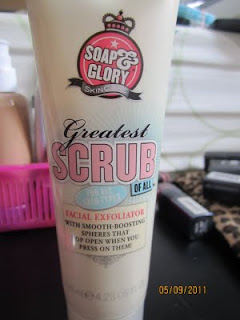 SOAP&
GLORY
SKINCARE
Greatest
SCRUB
OF ALL
FACIAL EXFOLIATOR
WITH SMOOTH-BOOSTING
SPHERES THAT
POP OPEN WHEN YOU
PRESS ON THEM!
05/09/2011